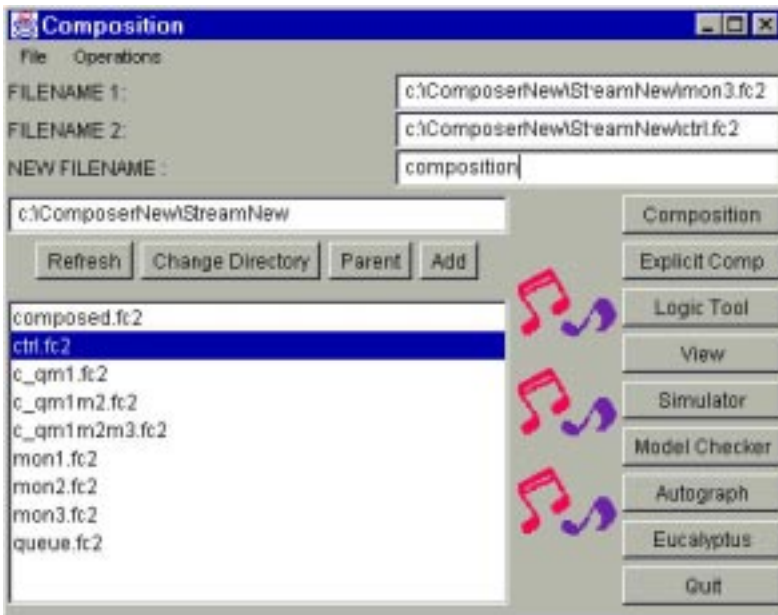 Composition
File Operations
FILENAME 1: c:\ComposerNew\StreamNew\mon3.fc2
FILENAME 2: c:\ComposerNew\StreamNew\ctrl.fc2
NEW FILENAME : composition
c:\ComposerNew\StreamNew
Refresh Change Directory Parent Add
composed.fc2
ctrl.fc2
c_qm1.fc2
c_qm1m2.fc2
c_qm1m2m3.fc2
mon1.fc2
mon2.fc2
mon3.fc2
queue.fc2
Composition
Explicit Comp
Logic Tool
View
Simulator
Model Checker
Autograph
Eucalyptus
Quit